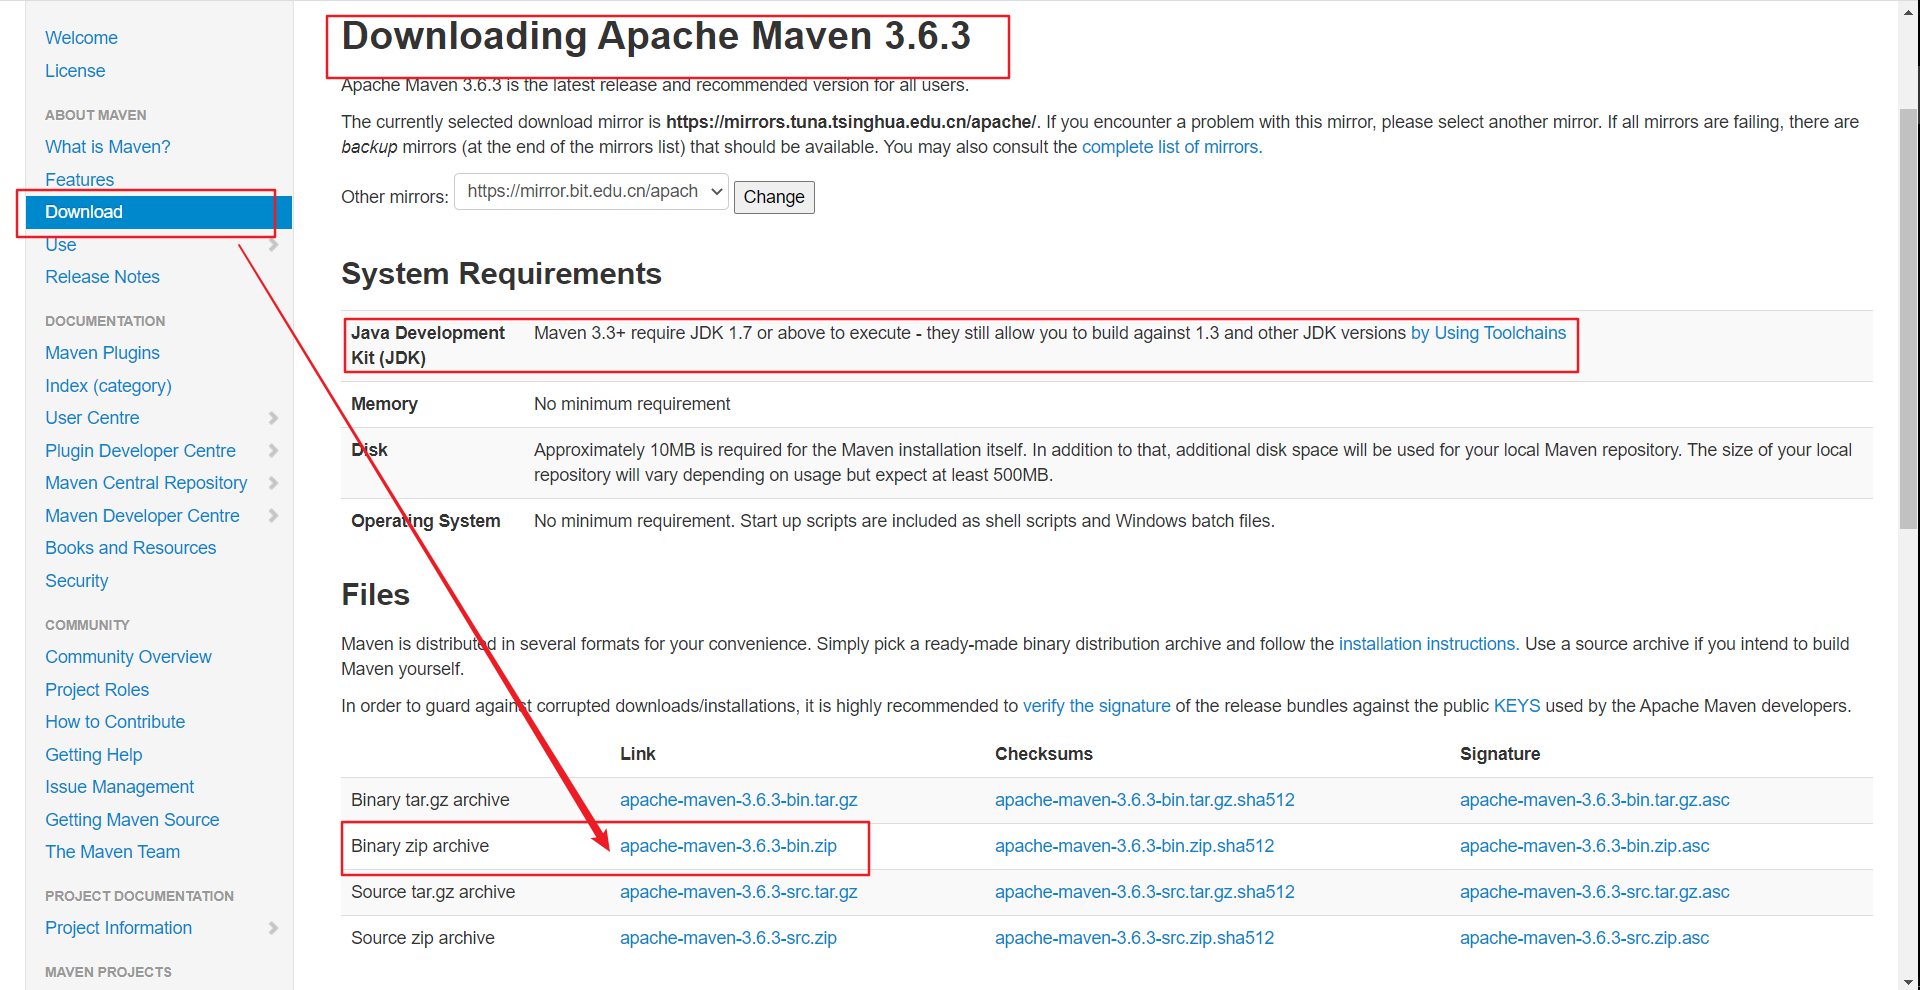 Welcome
License
ABOUT MAVEN
What is Maven?
Features
Download
Use
Release Notes
DOCUMENTATION
Maven Plugins
Index (category)
User Centre
Plugin Developer Centre
Maven Central Repository
Maven Developer Centre
Books and Resources
Security
COMMUNITY
Community Overview
Project Roles
How to Contribute
Getting Help
Issue Management
Getting Maven Source
The Maven Team
PROJECT DOCUMENTATION
Project Information
MAVEN PROJECTS
Downloading Apache Maven 3.6.3
Apache Maven 3.6.3 is the latest release and recommended version for all users.
The currently selected download mirror is https://mirrors.tuna.tsinghua.edu.cn/apache/. If you encounter a problem with this mirror, please select another mirror. If all mirrors are failing, there are
backup mirrors (at the end of the mirrors list) that should be available. You may also consult the complete list of mirrors.
Other mirrors: https://mirror.bit.edu.cn/apach Change
System Requirements
Java Development Maven 3.3+ require JDK 1.7 or above to execute - they still allow you to build against 1.3 and other JDK versions by Using Toolchains
Kit (JDK)
Memory No minimum requirement
Disk Approximately 10MB is required for the Maven installation itself. In addition to that, additional disk space will be used for your local Maven repository. The size of your local
repository will vary depending on usage but expect at least 500MB.
Operating System No minimum requirement. Start up scripts are included as shell scripts and Windows batch files.
Files
Maven is distributed in several formats for your convenience. Simply pick a ready-made binary distribution archive and follow the installation instructions. Use a source archive if you intend to build
Maven yourself.
In order to guard against corrupted downloads/installations, it is highly recommended to verify the signature of the release bundles against the public KEYS used by the Apache Maven developers.
Link Checksums Signature
Binary tar.gz archive apache-maven-3.6.3-bin.tar.gz apache-maven-3.6.3-bin.tar.gz.sha512 apache-maven-3.6.3-bin.tar.gz.asc
Binary zip archive apache-maven-3.6.3-bin.zip apache-maven-3.6.3-bin.zip.sha512 apache-maven-3.6.3-bin.zip.asc
Source tar.gz archive apache-maven-3.6.3-src.tar.gz apache-maven-3.6.3-src.tar.gz.sha512 apache-maven-3.6.3-src.tar.gz.asc
Source zip archive apache-maven-3.6.3-src.zip apache-maven-3.6.3-src.zip.sha512 apache-maven-3.6.3-src.zip.asc